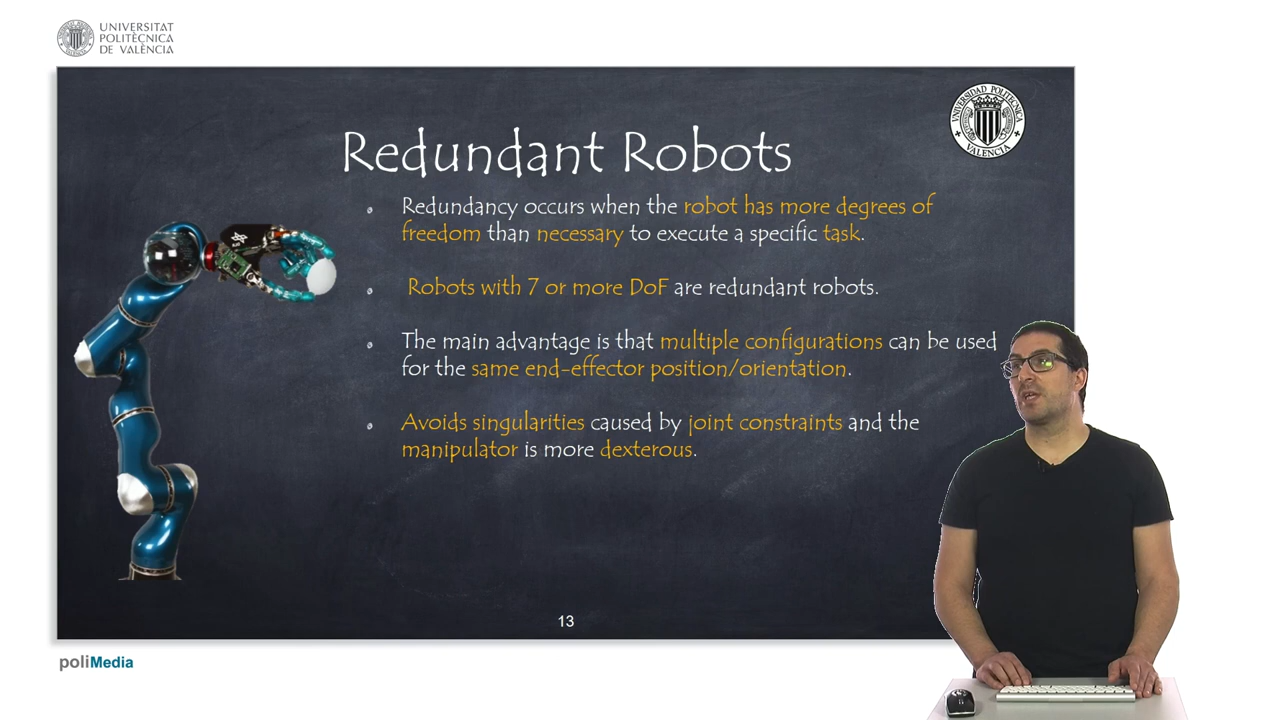 UNIVERSITAT
POLITÈCNICA
DE VALÈNCIA
UNIVERSIDAD POLITECNICA
VALENCIA
Redundant Robots
Redundancy occurs when the robot has more degrees of
freedom than necessary to execute a specific task.
Robots with 7 or more DoF are redundant robots.
The main advantage is that multiple configurations can be used
for the same end-effector position/orientation.
Avoids singularities caused by joint constraints and the
manipulator is more dexterous.
13
poliMedia